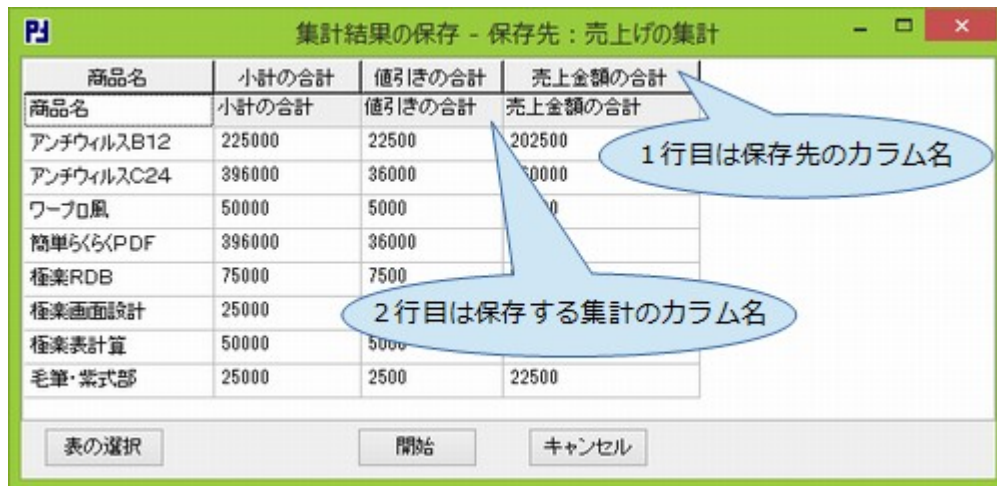 集計結果の保存 - 保存先:売上げの集計
商品名 小計の合計 値引きの合計 売上金額の合計
商品名 小計の合計 値引きの合計 売上金額の合計
アンチウィルスB12 225000 22500 202500
アンチウィルスC24 396000 36000
ワープロ風 50000 5000
簡単らくらくPDF 396000 36000
極楽RDB 75000 7500
極楽画面設計 25000
極楽表計算 50000 5000
毛筆・紫式部 25000 2500 22500
1行目は保存先のカラム名
2行目は保存する集計のカラム名
表の選択 開始 キャンセル